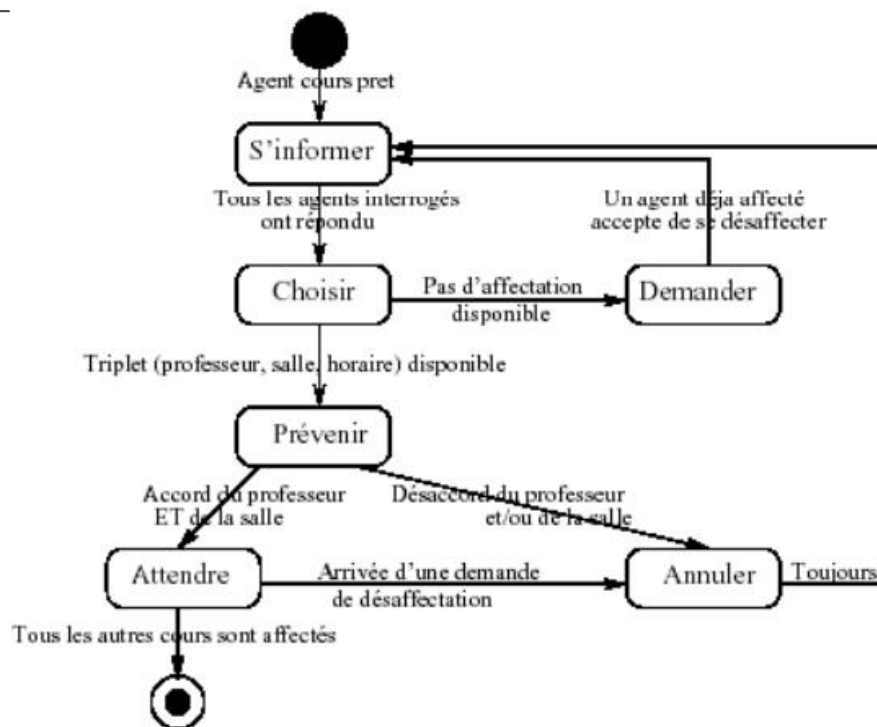 Agent cours pret
S'informer
Tous les agents interrogés
ont répondu
Un agent déja affecté
accepte de se désaffecter
Choisir
Pas d'affectation
disponible
Demander
Triplet (professeur, salle, horaire) disponible
Prévenir
Accord du professeur
ET de la salle
Désaccord du professeur
et/ou de la salle
Attendre
Arrivée d'une demande
de désaffectation
Annuler
Toujours
Tous les autres cours sont affectés